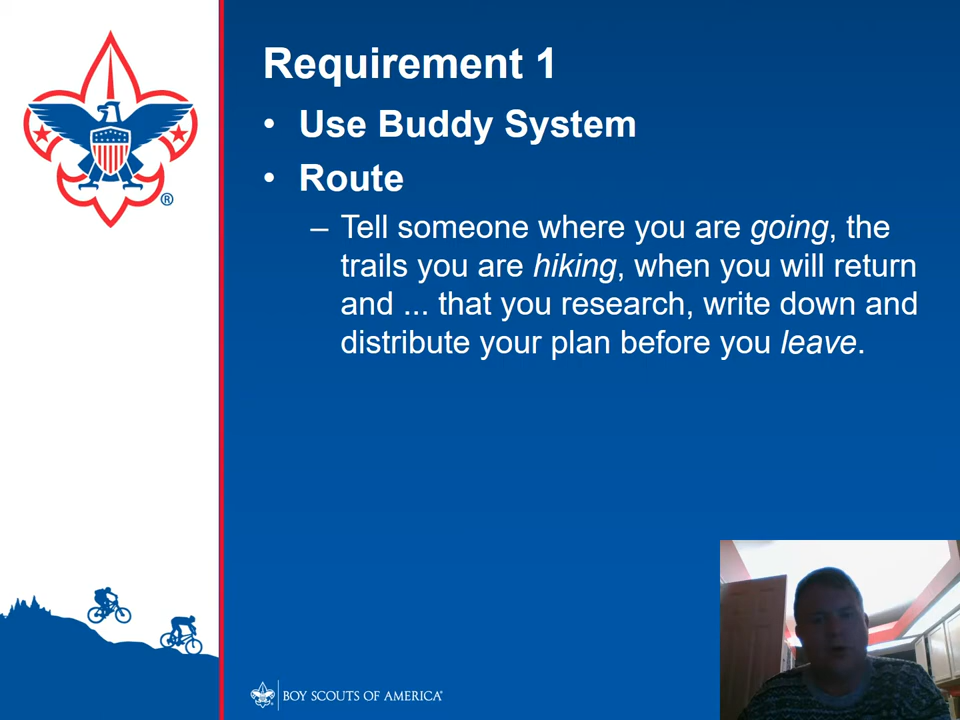 Requirement 1
• Use Buddy System
• Route
– Tell someone where you are going, the
trails you are hiking, when you will return
and ... that you research, write down and
distribute your plan before you leave.
®
BOY SCOUTS OF AMERICA®